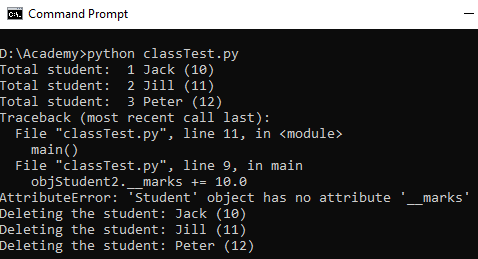 Command Prompt
D:\Academy>python classTest.py
Total student:  1 Jack (10)
Total student:  2 Jill (11)
Total student:  3 Peter (12)
Traceback (most recent call last):
  File "classTest.py", line 11, in <module>
    main()
  File "classTest.py", line 9, in main
    objStudent2.__marks += 10.0
AttributeError: 'Student' object has no attribute '__marks'
Deleting the student: Jack (10)
Deleting the student: Jill (11)
Deleting the student: Peter (12)